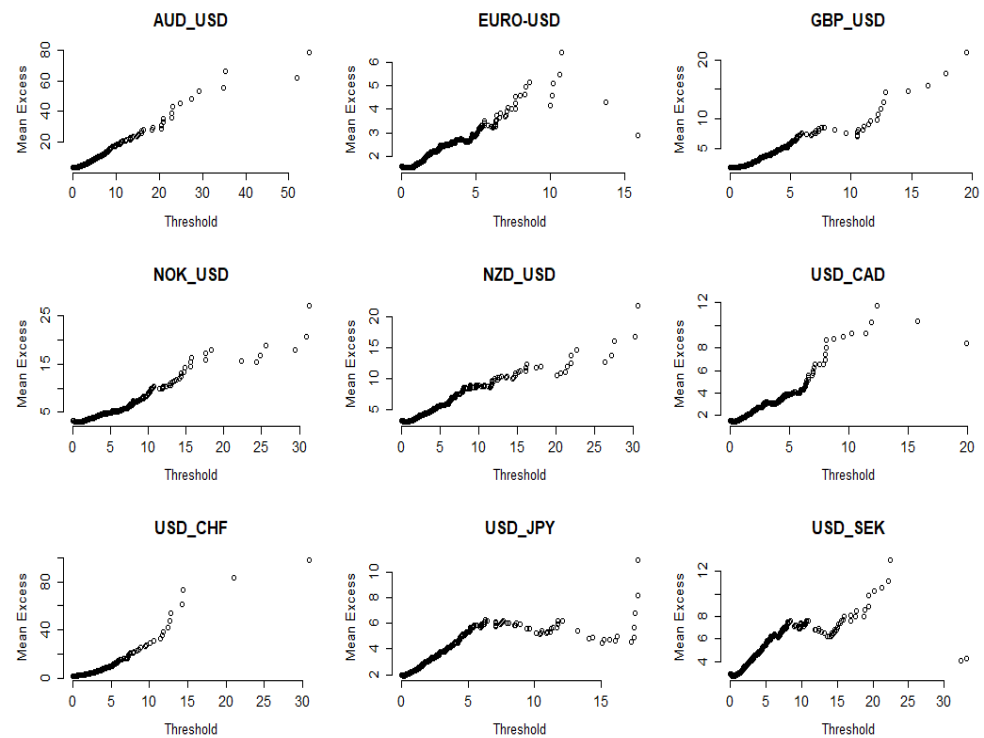 AUD_USD
Mean Excess
20 40 60 80
0 10 20 30 40 50
Threshold
EURO-USD
Mean Excess
2 3 4 5 6
0 5 10 15
Threshold
GBP_USD
Mean Excess
5 10 20
0 5 10 15 20
Threshold
NOK_USD
Mean Excess
5 15 25
0 5 10 15 20 25 30
Threshold
NZD_USD
Mean Excess
5 10 15 20
0 5 10 15 20 25 30
Threshold
USD_CAD
Mean Excess
2 4 6 8 12
0 5 10 15 20
Threshold
USD_CHF
Mean Excess
0 40 80
0 5 10 15 20 25 30
Threshold
USD_JPY
Mean Excess
2 4 6 8 10
0 5 10 15
Threshold
USD_SEK
Mean Excess
4 6 8 12
0 5 10 15 20 25 30
Threshold